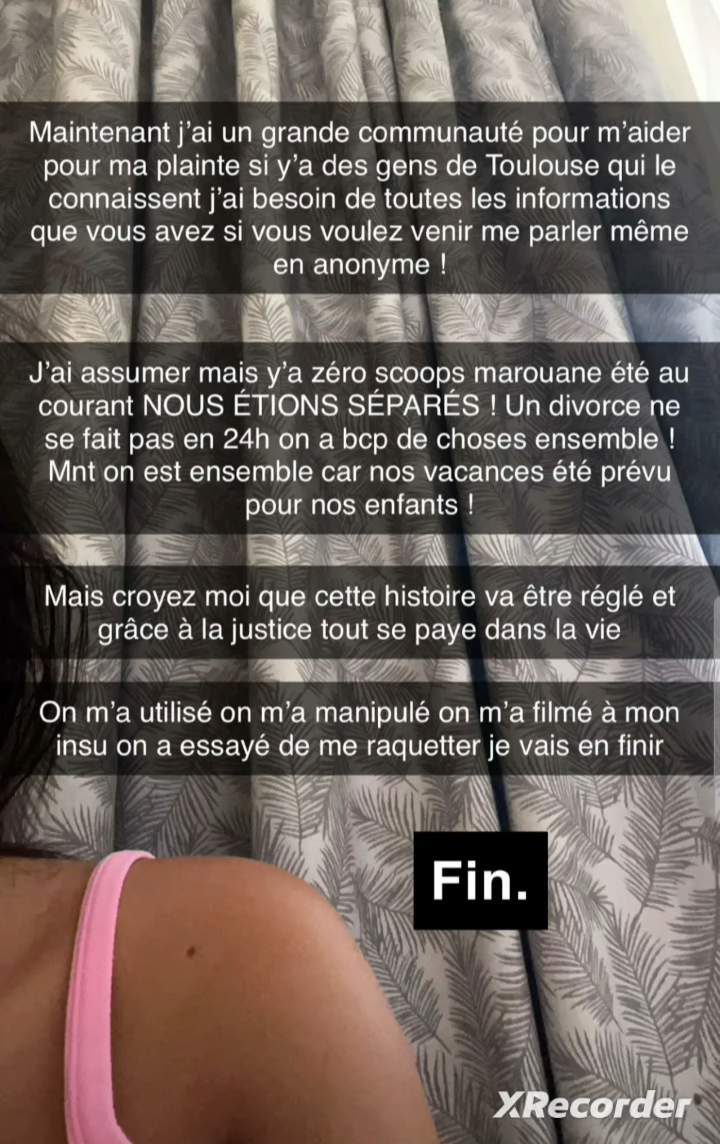 Maintenant j'ai un grande communauté pour m'aider
pour ma plainte si y'a des gens de Toulouse qui le
connaissent j'ai besoin de toutes les informations
que vous avez si vous voulez venir me parler même
en anonyme !
J'ai assumer mais y'a zéro scoops marouane été au
courant NOUS ÉTIONS SÉPARÉS ! Un divorce ne
se fait pas en 24h on a bcp de choses ensemble !
Mnt on est ensemble car nos vacances été prévu
pour nos enfants !
Mais croyez moi que cette histoire va être réglé et
grâce à la justice tout se paye dans la vie
On m'a utilisé on m'a manipulé on m'a filmé à mon
insu on a essayé de me raquetter je vais en finir
Fin.
XRecorder